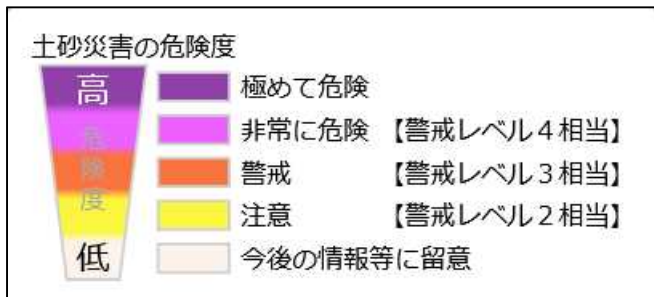 土砂災害の危険度
高
危険度
低
極めて危険
非常に危険 【警戒レベル４相当】
警戒 【警戒レベル３相当】
注意 【警戒レベル２相当】
今後の情報等に留意